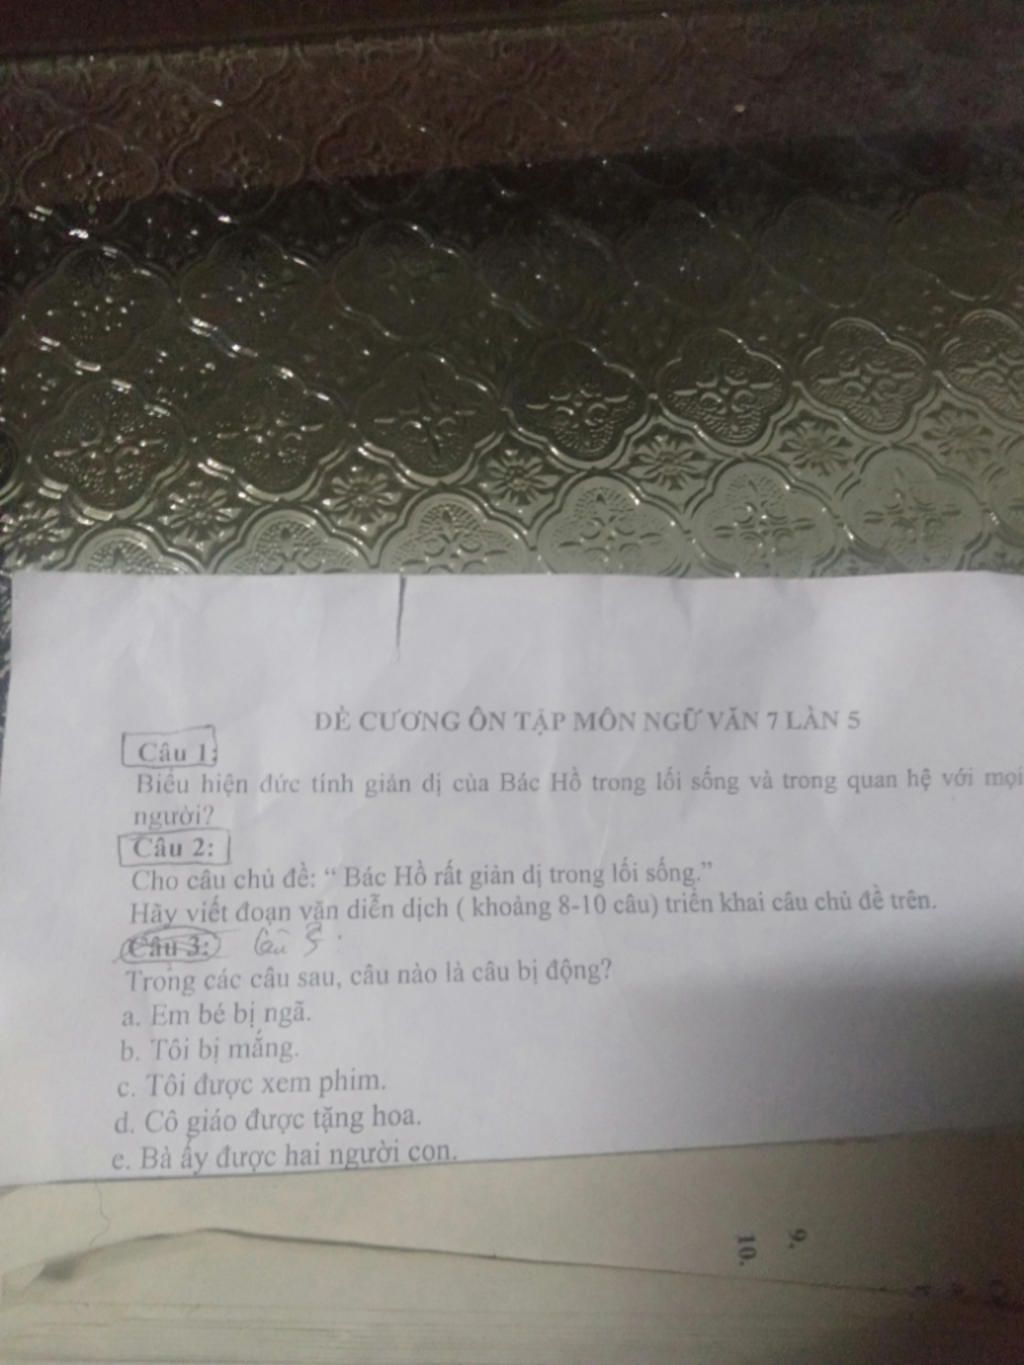 ĐỀ CƯƠNG ÔN TẬP MÔN NGỮ VĂN 7 LẦN 5
Câu 1:
Biểu hiện đức tính giản dị của Bác Hồ trong lối sống và trong quan hệ với mọi
người?
Câu 2:
Cho câu chủ đề: “ Bác Hồ rất giản dị trong lối sống.”
Hãy viết đoạn văn diễn dịch ( khoảng 8-10 câu) triển khai câu chủ đề trên.
Câu 3: Câu 3:
Trong các câu sau, câu nào là câu bị động?
a. Em bé bị ngã.
b. Tôi bị mắng.
c. Tôi được xem phim.
d. Cô giáo được tặng hoa.
e. Bà ấy được hai người con.
9.
10.